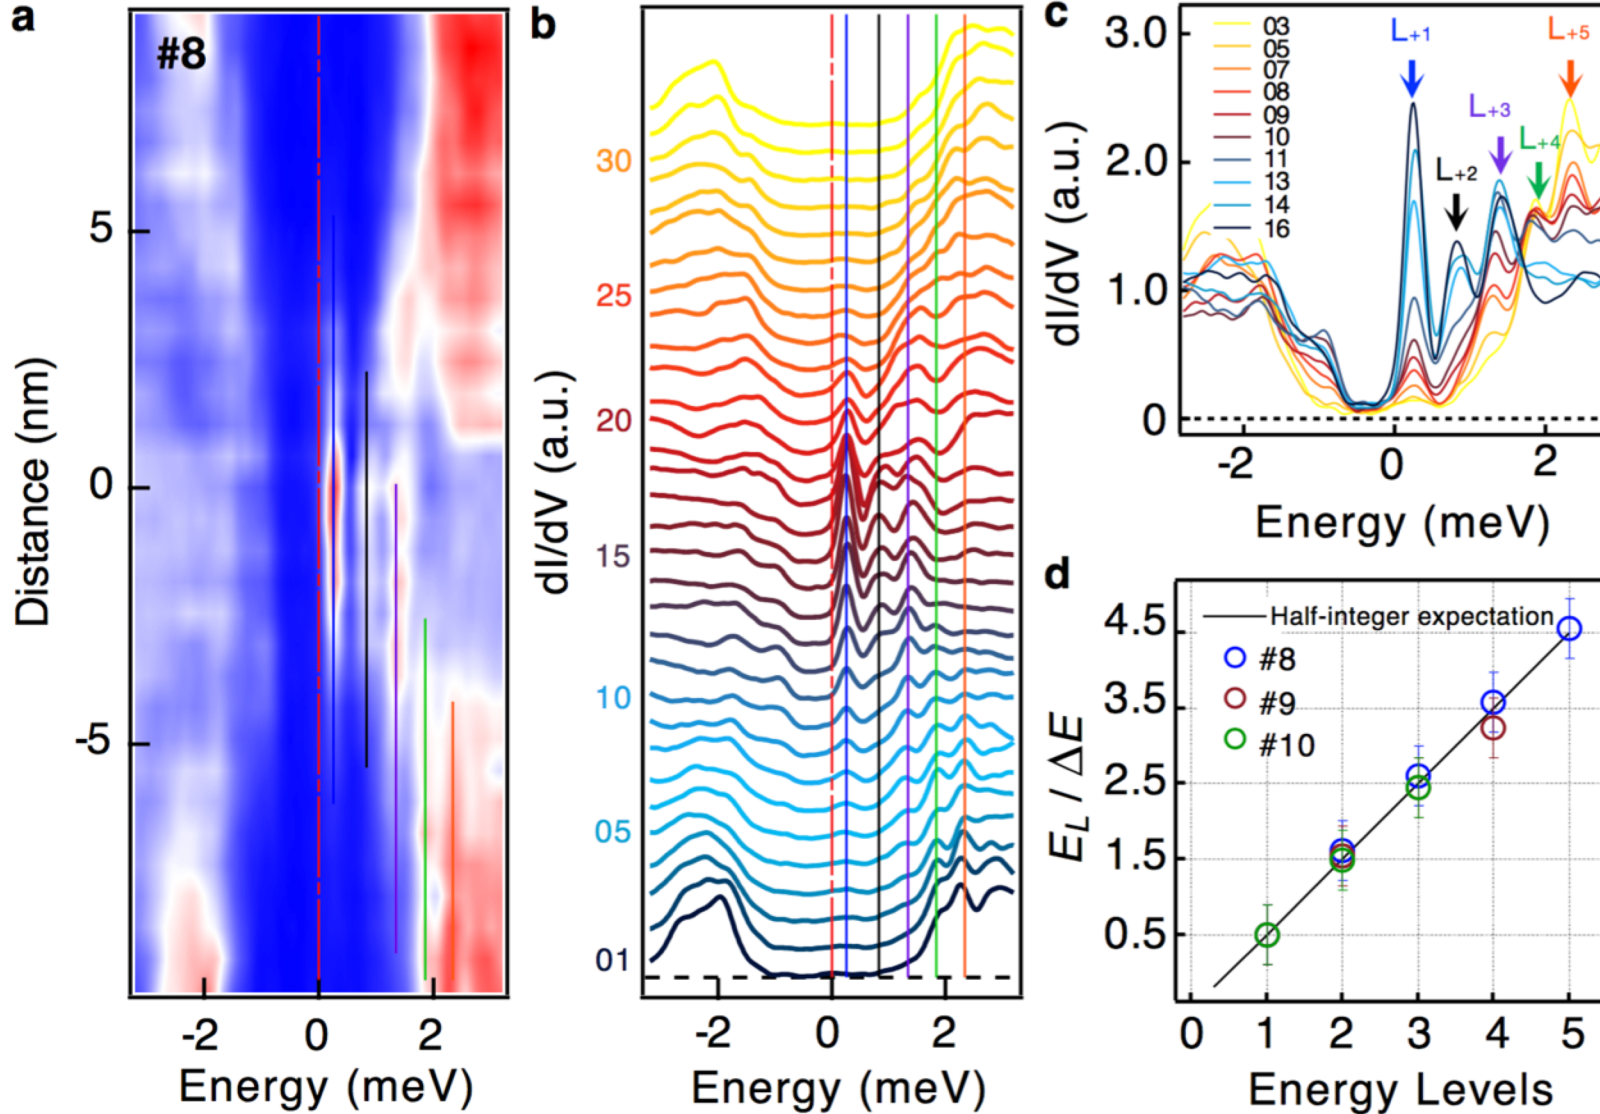 a
#8
5
0
-5
Distance (nm)
-2 0 2
Energy (meV)
b
30
25
20
15
10
05
01
dI/dV (a.u.)
-2 0 2
Energy (meV)
c
3.0
2.0
1.0
0
dI/dV (a.u.)
03
05
07
08
09
10
11
13
14
16
L+1
L+2
L+3
L+4
L+5
-2 0 2
Energy (meV)
d
4.5
3.5
2.5
1.5
0.5
EL / ΔE
Half-integer expectation
#8
#9
#10
0 1 2 3 4 5
Energy Levels